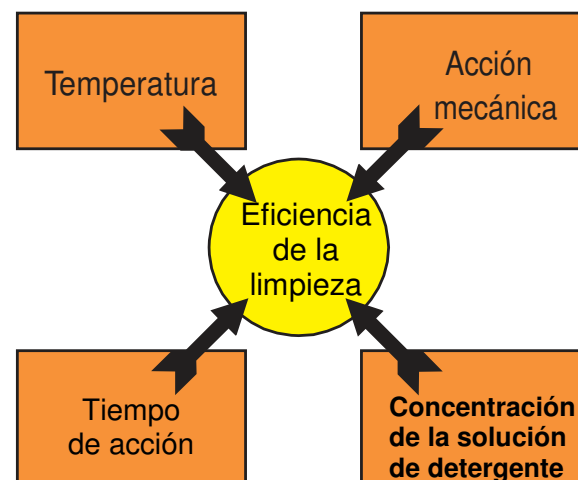 Temperatura
Acción
mecánica
Eficiencia
de la
limpieza
Tiempo
de acción
Concentración
de la solución
de detergente